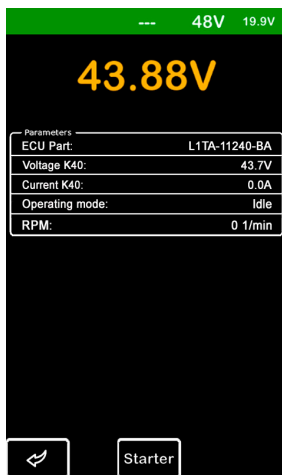 --- 48V 19.9V
43.88V
Parameters
ECU Part: L1TA-11240-BA
Voltage K40: 43.7V
Current K40: 0.0A
Operating mode: Idle
RPM: 0 1/min
Starter